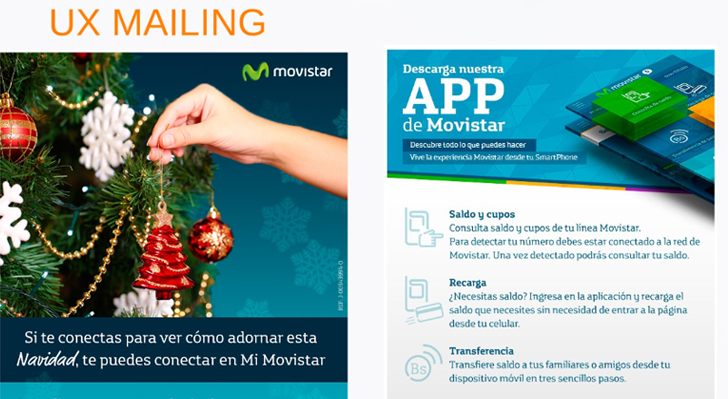 UX MAILING
movistar
Si te conectas para ver cómo adornar esta
Navidad, te puedes conectar en Mi Movistar
Descarga nuestra
APP
de Movistar
Descubre todo lo que puedes hacer
Vive la experiencia Movistar desde tu SmartPhone
movistar
Consulta de saldo
Bs
Saldo y cupos
Consulta saldo y cupos de tu línea Movistar.
Para detectar tu número debes estar conectado a la red de
Movistar. Una vez detectado podrás consultar tu saldo.
Recarga
¿Necesitas saldo? Ingresa en la aplicación y recarga el
saldo que necesites sin necesidad de entrar a la página
desde tu celular.
Bs
Transferencia
Transfiere saldo a tus familiares o amigos desde tu
dispositivo móvil en tres sencillos pasos.